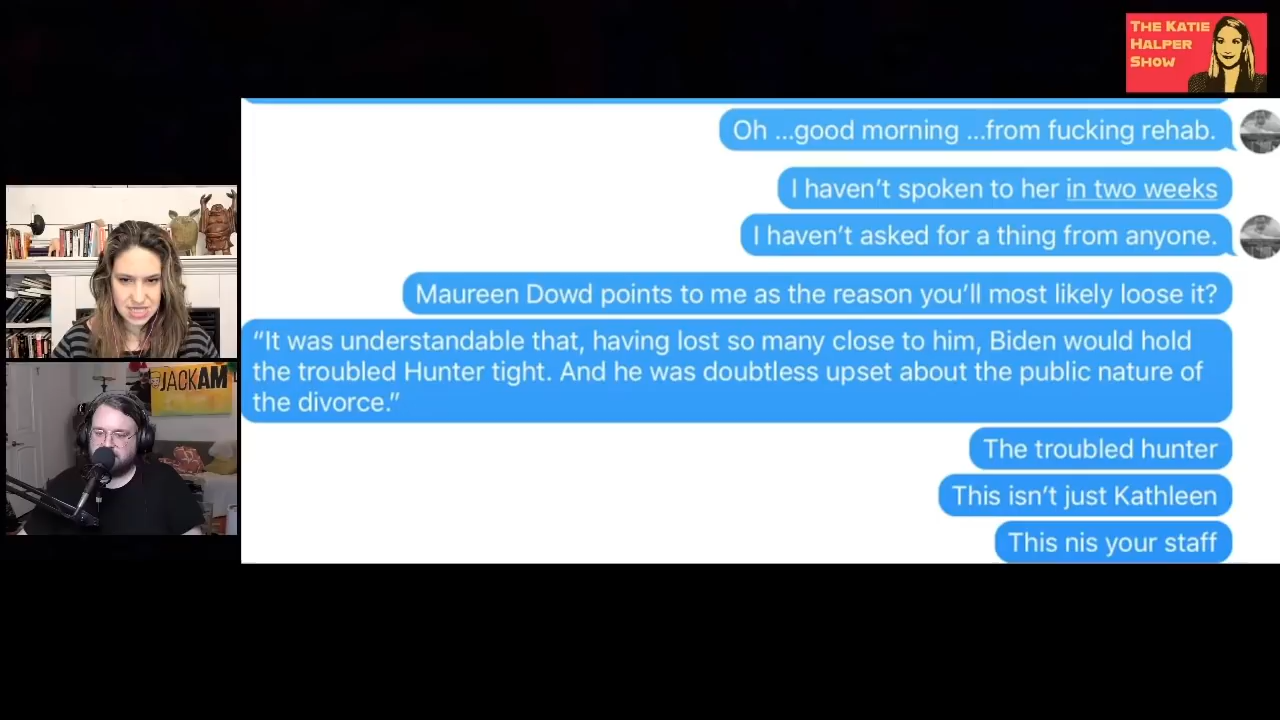 THE KATIE
HALPER
SHOW
Oh ...good morning ...from fucking rehab.
I haven't spoken to her in two weeks
I haven't asked for a thing from anyone.
Maureen Dowd points to me as the reason you'll most likely loose it?
“It was understandable that, having lost so many close to him, Biden would hold
the troubled Hunter tight. And he was doubtless upset about the public nature of
the divorce.”
The troubled hunter
This isn't just Kathleen
This nis your staff
JACKAM